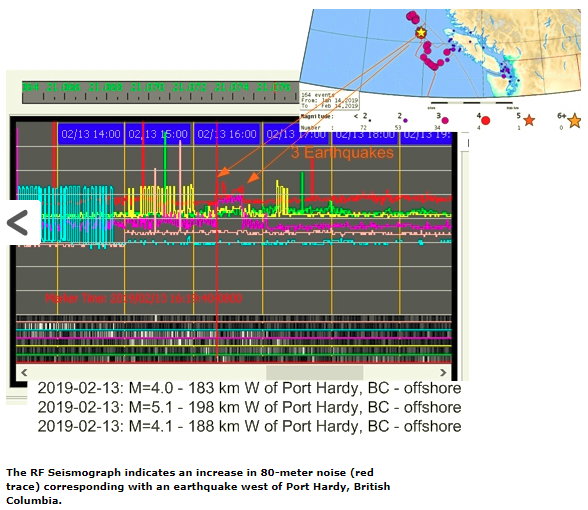 164 events
From: Jan 14,2019
To : Feb 14,2019
Magnitude: < 2 2 3 4 5 6+
Number : 72 53 34 4 1
02/13 14:00 02/13 15:00 02/13 16:00 02/13 17:00 02/13 18:00 02/13 19:
3 Earthquakes
2019-02-13: M=4.0 - 183 km W of Port Hardy, BC - offshore
2019-02-13: M=5.1 - 198 km W of Port Hardy, BC - offshore
2019-02-13: M=4.1 - 188 km W of Port Hardy, BC - offshore
The RF Seismograph indicates an increase in 80-meter noise (red
trace) corresponding with an earthquake west of Port Hardy, British
Columbia.